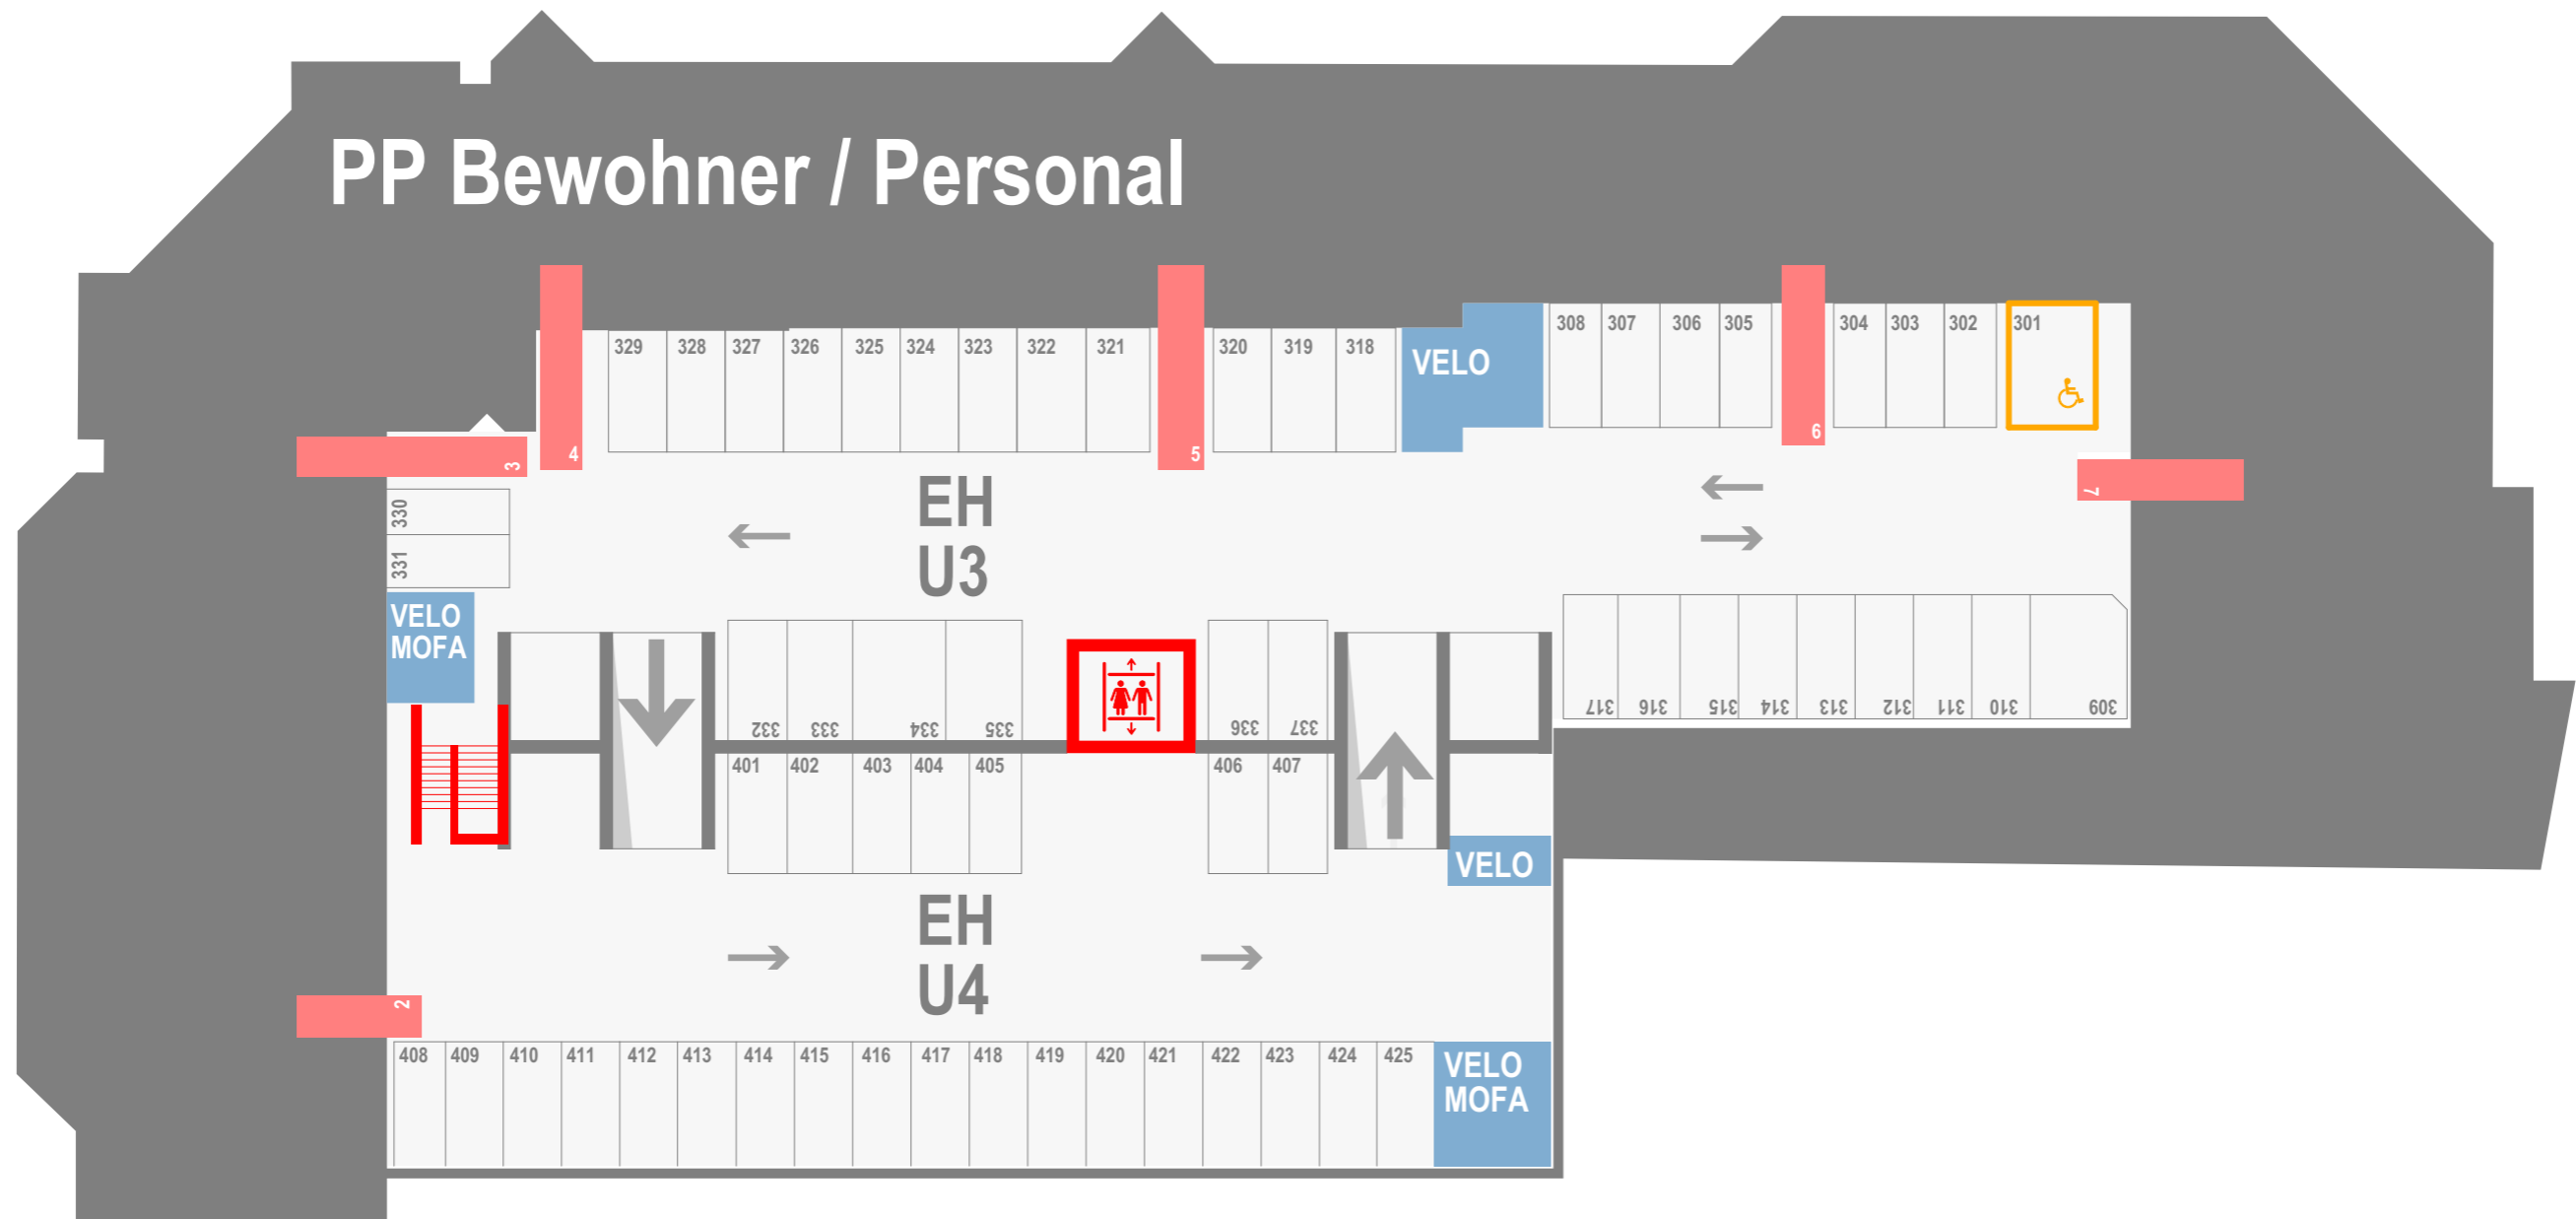 PP Bewohner / Personal
308 307 306 305 304 303 302 301
329 328 327 326 325 324 323 322 321 320 319 318
VELO
6
4 5
3
7
EH
U3
330
331
VELO
MOFA
317 316 315 314 313 312 311 310 309
332 333 334 335 336 337
401 402 403 404 405 406 407
VELO
EH
U4
2
408 409 410 411 412 413 414 415 416 417 418 419 420 421 422 423 424 425
VELO
MOFA